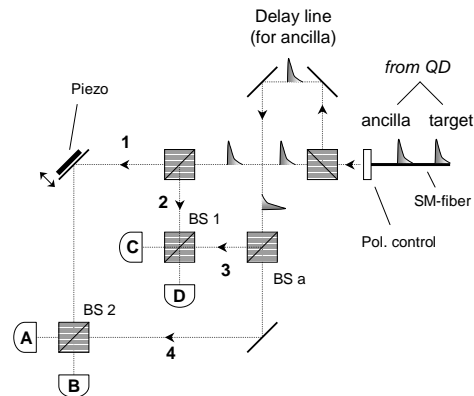 Delay line
(for ancilla)
from QD
ancilla
target
Piezo
1
SM-fiber
Pol. control
2
BS 1
C
3
BS a
D
BS 2
A
4
B